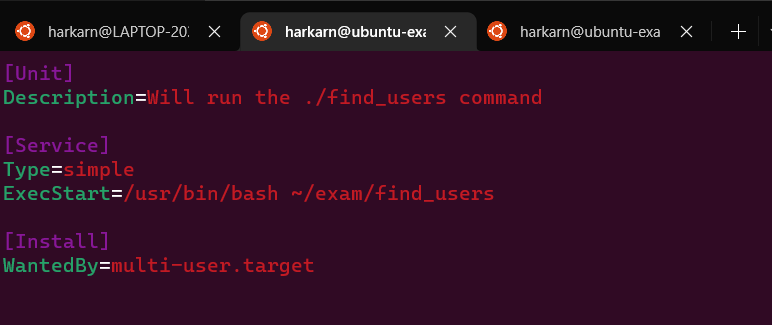 harkarn@LAPTOP-202 harkarn@ubuntu-exa harkarn@ubuntu-exa
[Unit]
Description=Will run the ./find_users command
[Service]
Type=simple
ExecStart=/usr/bin/bash ~/exam/find_users
[Install]
WantedBy=multi-user.target